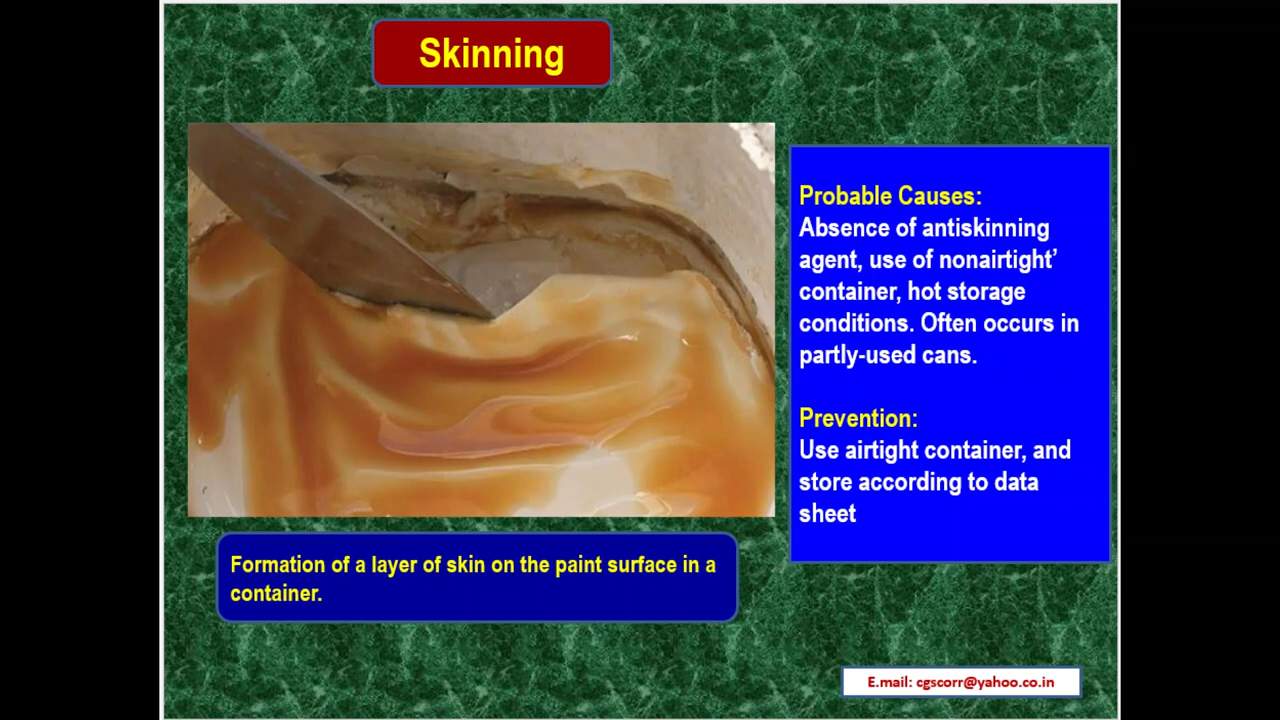 Skinning
Probable Causes:
Absence of antiskinning
agent, use of nonairtight’
container, hot storage
conditions. Often occurs in
partly-used cans.
Prevention:
Use airtight container, and
store according to data
sheet
Formation of a layer of skin on the paint surface in a
container.
E.mail: cgscorr@yahoo.co.in